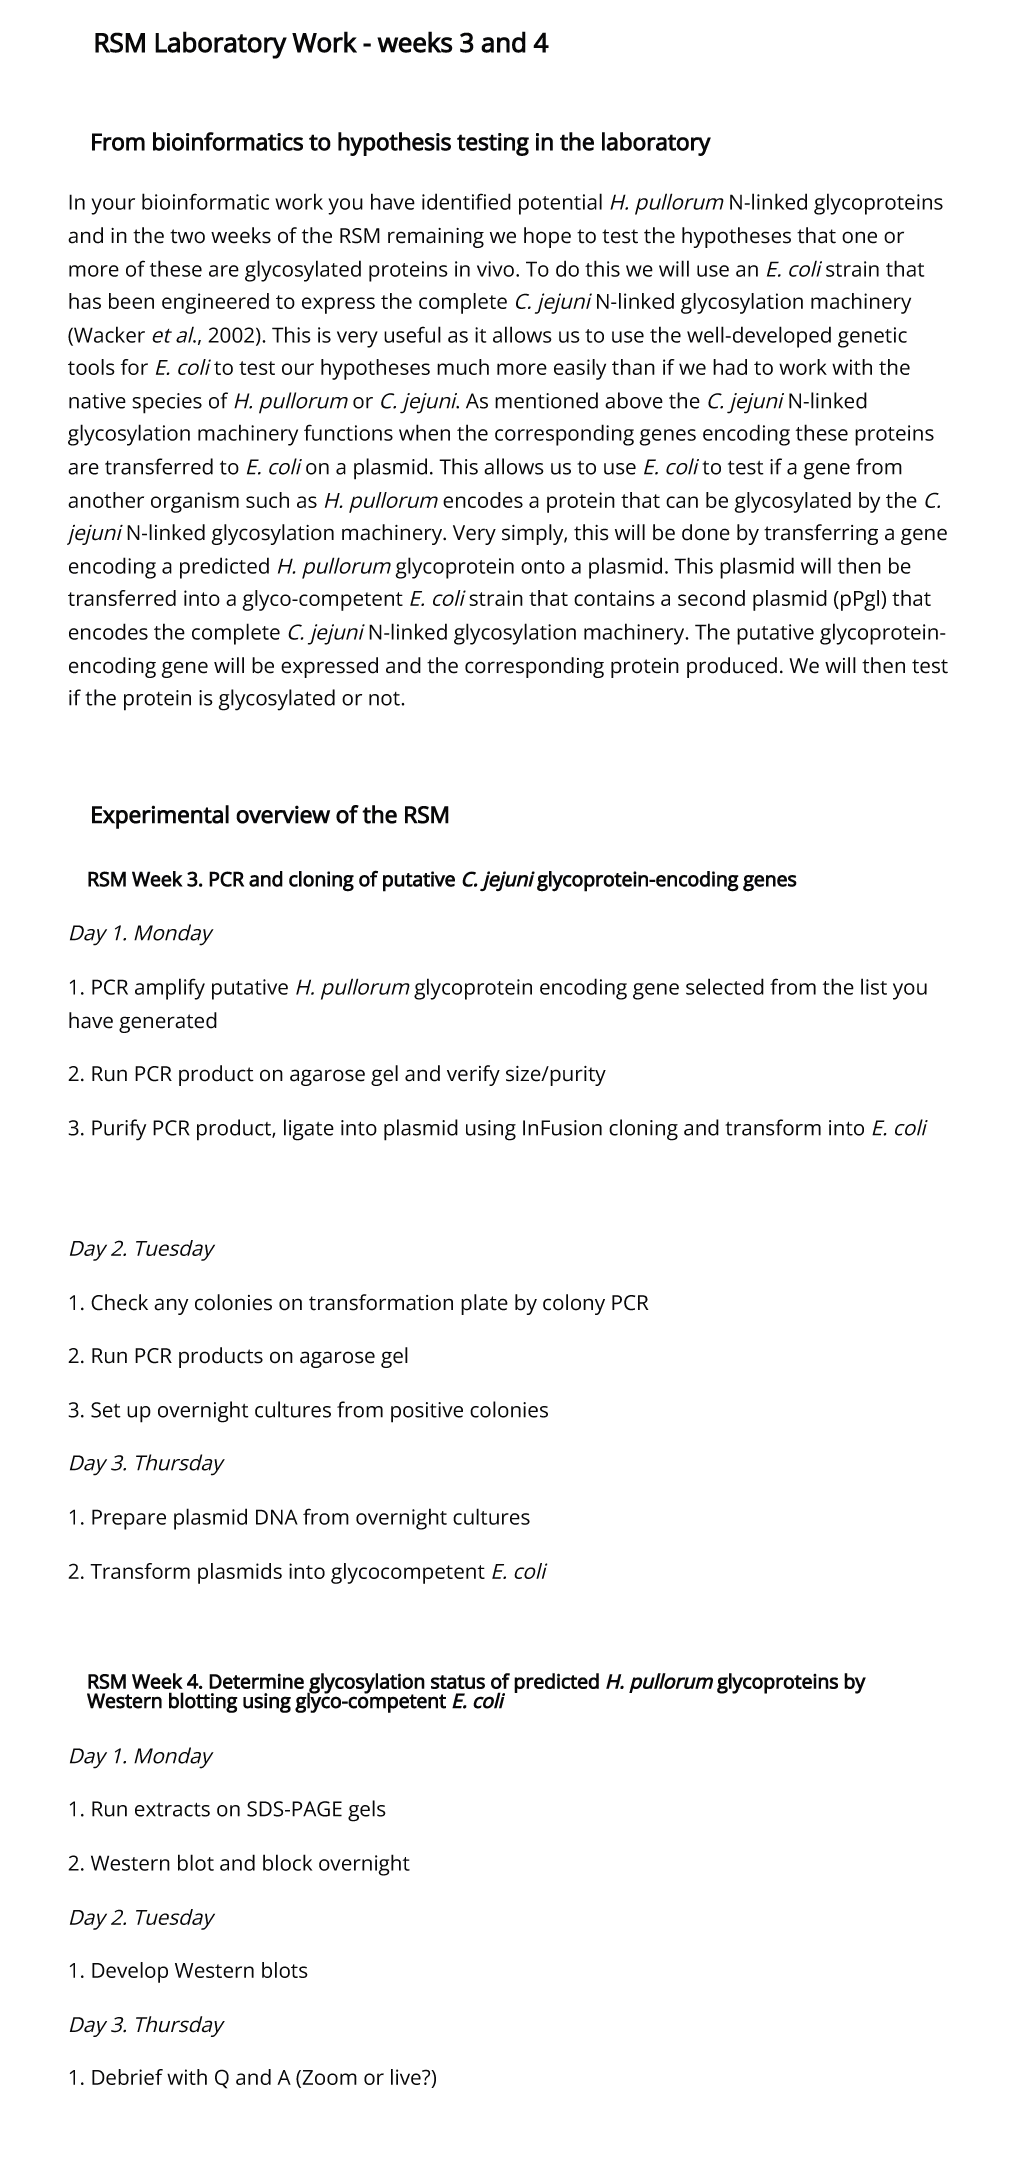 RSM Laboratory Work - weeks 3 and 4
From bioinformatics to hypothesis testing in the laboratory
In your bioinformatic work you have identified potential H. pullorum N-linked glycoproteins
and in the two weeks of the RSM remaining we hope to test the hypotheses that one or
more of these are glycosylated proteins in vivo. To do this we will use an E. coli strain that
has been engineered to express the complete C. jejuni N-linked glycosylation machinery
(Wacker et al., 2002). This is very useful as it allows us to use the well-developed genetic
tools for E. coli to test our hypotheses much more easily than if we had to work with the
native species of H. pullorum or C. jejuni. As mentioned above the C. jejuni N-linked
glycosylation machinery functions when the corresponding genes encoding these proteins
are transferred to E. coli on a plasmid. This allows us to use E. coli to test if a gene from
another organism such as H. pullorum encodes a protein that can be glycosylated by the C.
jejuni N-linked glycosylation machinery. Very simply, this will be done by transferring a gene
encoding a predicted H. pullorum glycoprotein onto a plasmid. This plasmid will then be
transferred into a glyco-competent E. coli strain that contains a second plasmid (pPgl) that
encodes the complete C. jejuni N-linked glycosylation machinery. The putative glycoprotein-
encoding gene will be expressed and the corresponding protein produced. We will then test
if the protein is glycosylated or not.
Experimental overview of the RSM
RSM Week 3. PCR and cloning of putative C. jejuni glycoprotein-encoding genes
Day 1. Monday
1. PCR amplify putative H. pullorum glycoprotein encoding gene selected from the list you
have generated
2. Run PCR product on agarose gel and verify size/purity
3. Purify PCR product, ligate into plasmid using InFusion cloning and transform into E. coli
Day 2. Tuesday
1. Check any colonies on transformation plate by colony PCR
2. Run PCR products on agarose gel
3. Set up overnight cultures from positive colonies
Day 3. Thursday
1. Prepare plasmid DNA from overnight cultures
2. Transform plasmids into glycocompetent E. coli
RSM Week 4. Determine glycosylation status of predicted H. pullorum glycoproteins by
Western blotting using glyco-competent E. coli
Day 1. Monday
1. Run extracts on SDS-PAGE gels
2. Western blot and block overnight
Day 2. Tuesday
1. Develop Western blots
Day 3. Thursday
1. Debrief with Q and A (Zoom or live?)